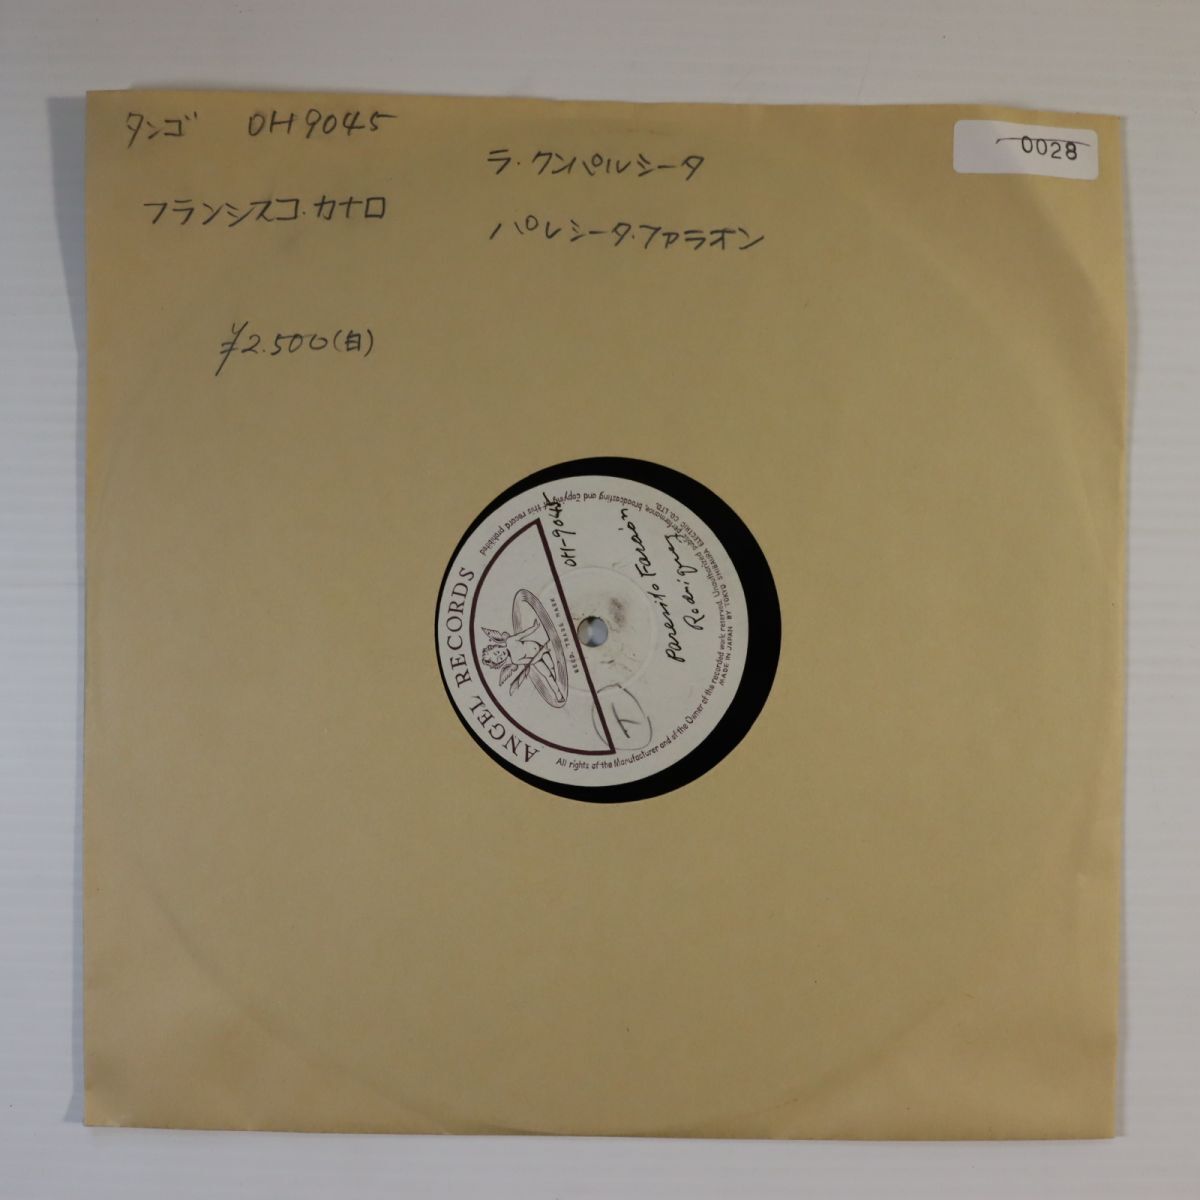 タンゴ OH9045
0028
ラ・クンパルシータ
フランシスコ・カナロ
パレシータ・ファラオン
¥2.500(自)
ANGEL RECORDS
REGD. TRADE MARK
OH-9045
Paresito Faraón
Rodriguez
I
All rights of the Manufacturer and of the Owner of the recorded work reserved. Unauthorized public performance, broadcasting and copying of this record prohibited
MADE IN JAPAN BY TOKYO SHIBAURA ELECTRIC CO. LTD.